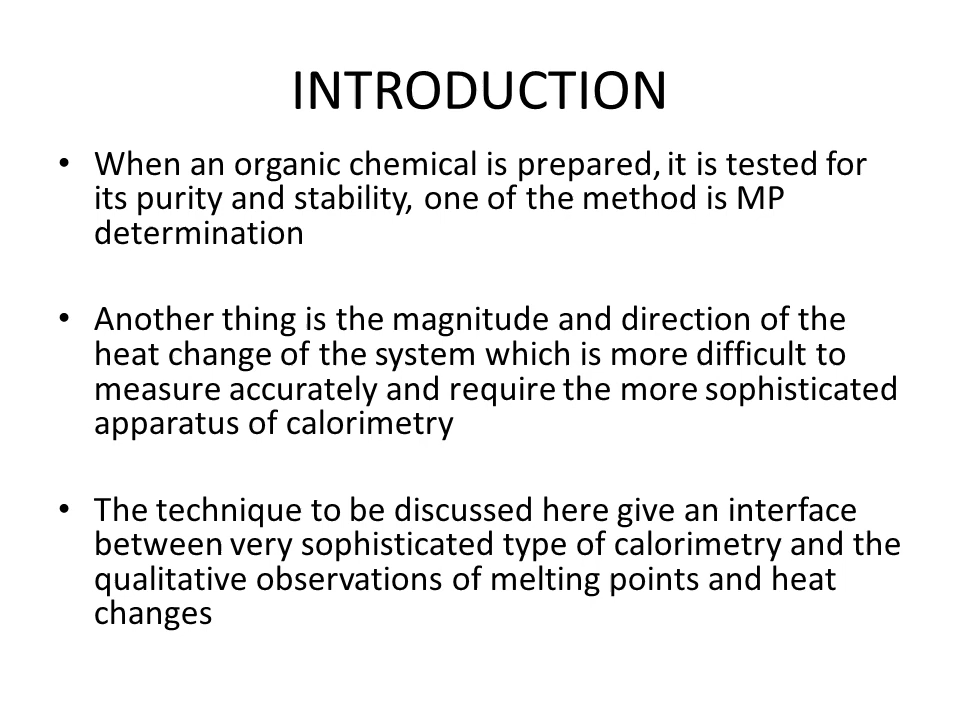 INTRODUCTION
• When an organic chemical is prepared, it is tested for
its purity and stability, one of the method is MP
determination
• Another thing is the magnitude and direction of the
heat change of the system which is more difficult to
measure accurately and require the more sophisticated
apparatus of calorimetry
• The technique to be discussed here give an interface
between very sophisticated type of calorimetry and the
qualitative observations of melting points and heat
changes